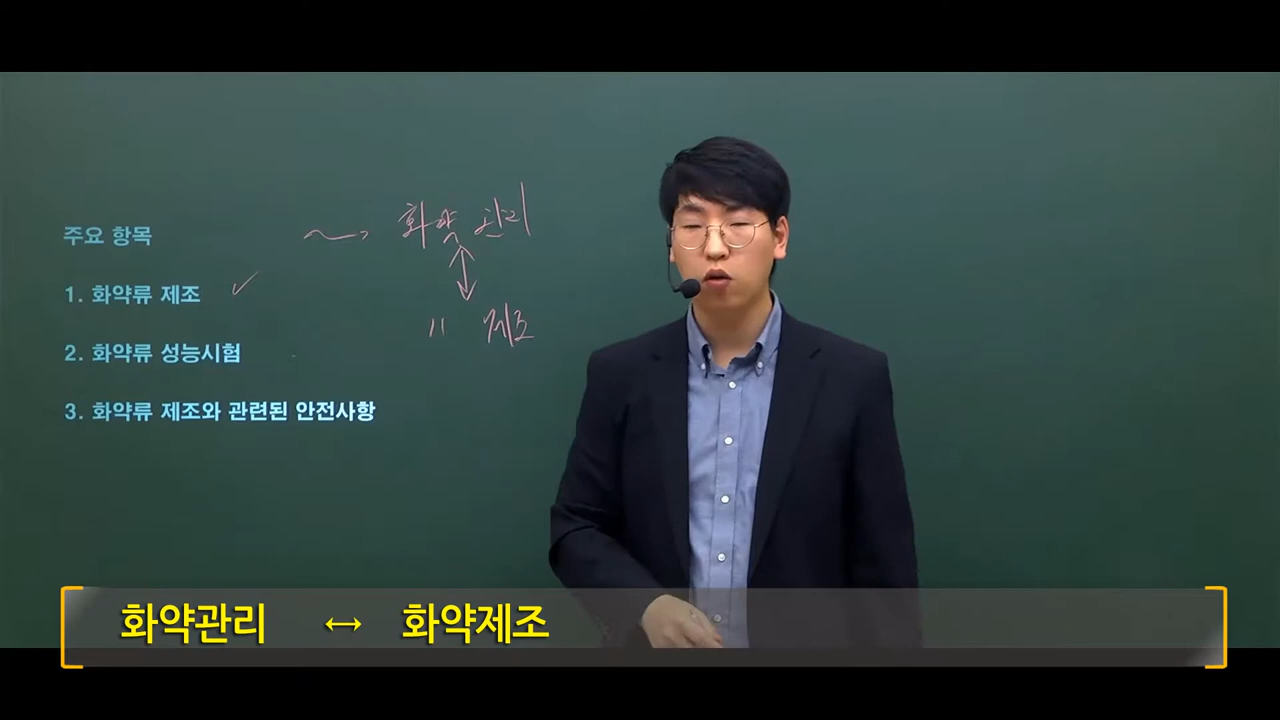 주요 항목
1. 화약류 제조
2. 화약류 성능시험
3. 화약류 제조와 관련된 안전사항
화약 관리
" 제조
화약관리 ↔ 화약제조